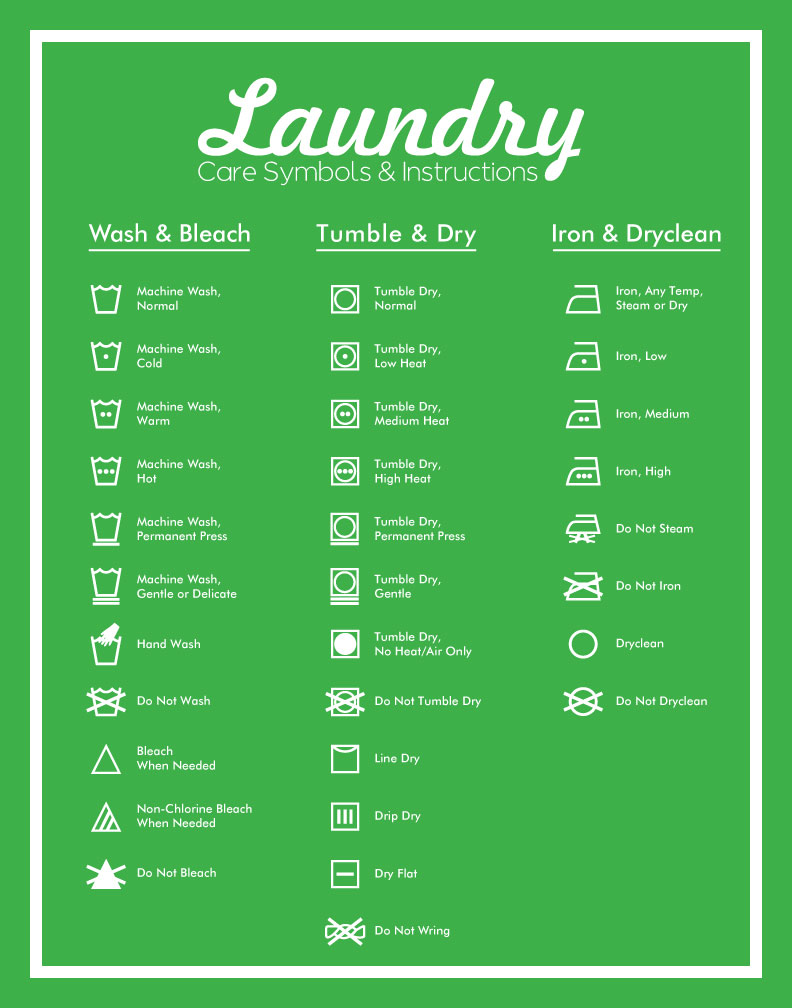 Laundry
Care Symbols & Instructions
Wash & Bleach
Machine Wash,
Normal
Machine Wash,
Cold
Machine Wash,
Warm
Machine Wash,
Hot
Machine Wash,
Permanent Press
Machine Wash,
Gentle or Delicate
Hand Wash
Do Not Wash
Bleach
When Needed
Non-Chlorine Bleach
When Needed
Do Not Bleach
Tumble & Dry
Tumble Dry,
Normal
Tumble Dry,
Low Heat
Tumble Dry,
Medium Heat
Tumble Dry,
High Heat
Tumble Dry,
Permanent Press
Tumble Dry,
Gentle
Tumble Dry,
No Heat/Air Only
Do Not Tumble Dry
Line Dry
Drip Dry
Dry Flat
Do Not Wring
Iron & Dryclean
Iron, Any Temp,
Steam or Dry
Iron, Low
Iron, Medium
Iron, High
Do Not Steam
Do Not Iron
Dryclean
Do Not Dryclean